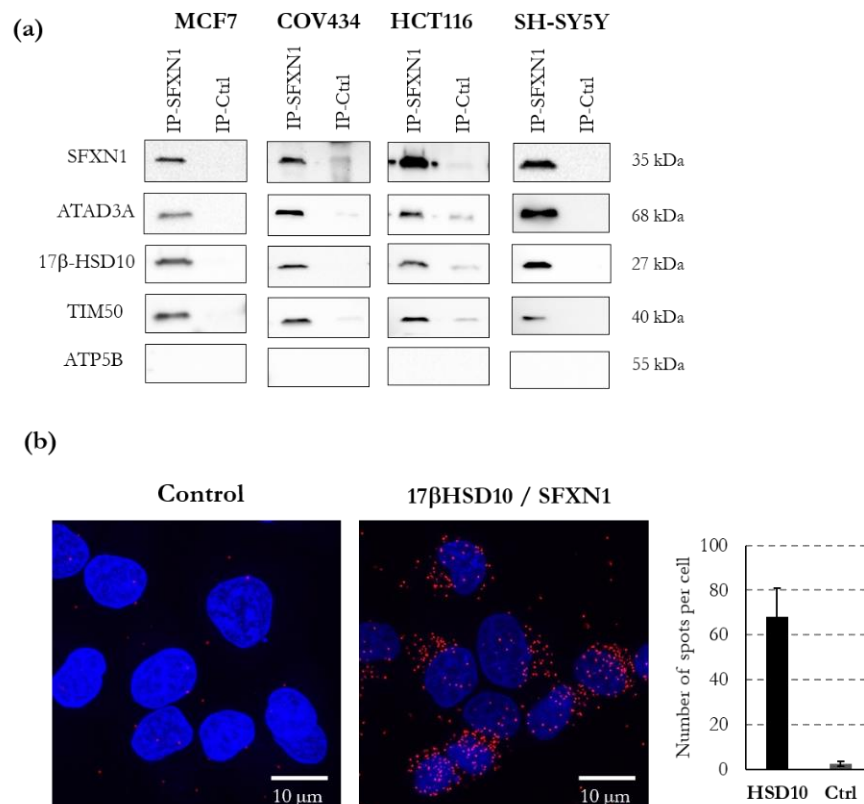 (a)
MCF7 COV434 HCT116 SH-SY5Y
IP-SFXN1 IP-Ctrl IP-SFXN1 IP-Ctrl IP-SFXN1 IP-Ctrl IP-SFXN1 IP-Ctrl
SFXN1 35 kDa
ATAD3A 68 kDa
17β-HSD10 27 kDa
TIM50 40 kDa
ATP5B 55 kDa
(b)
Control 17βHSD10 / SFXN1
10 µm 10 µm
Number of spots per cell
100
80
60
40
20
0
HSD10 Ctrl